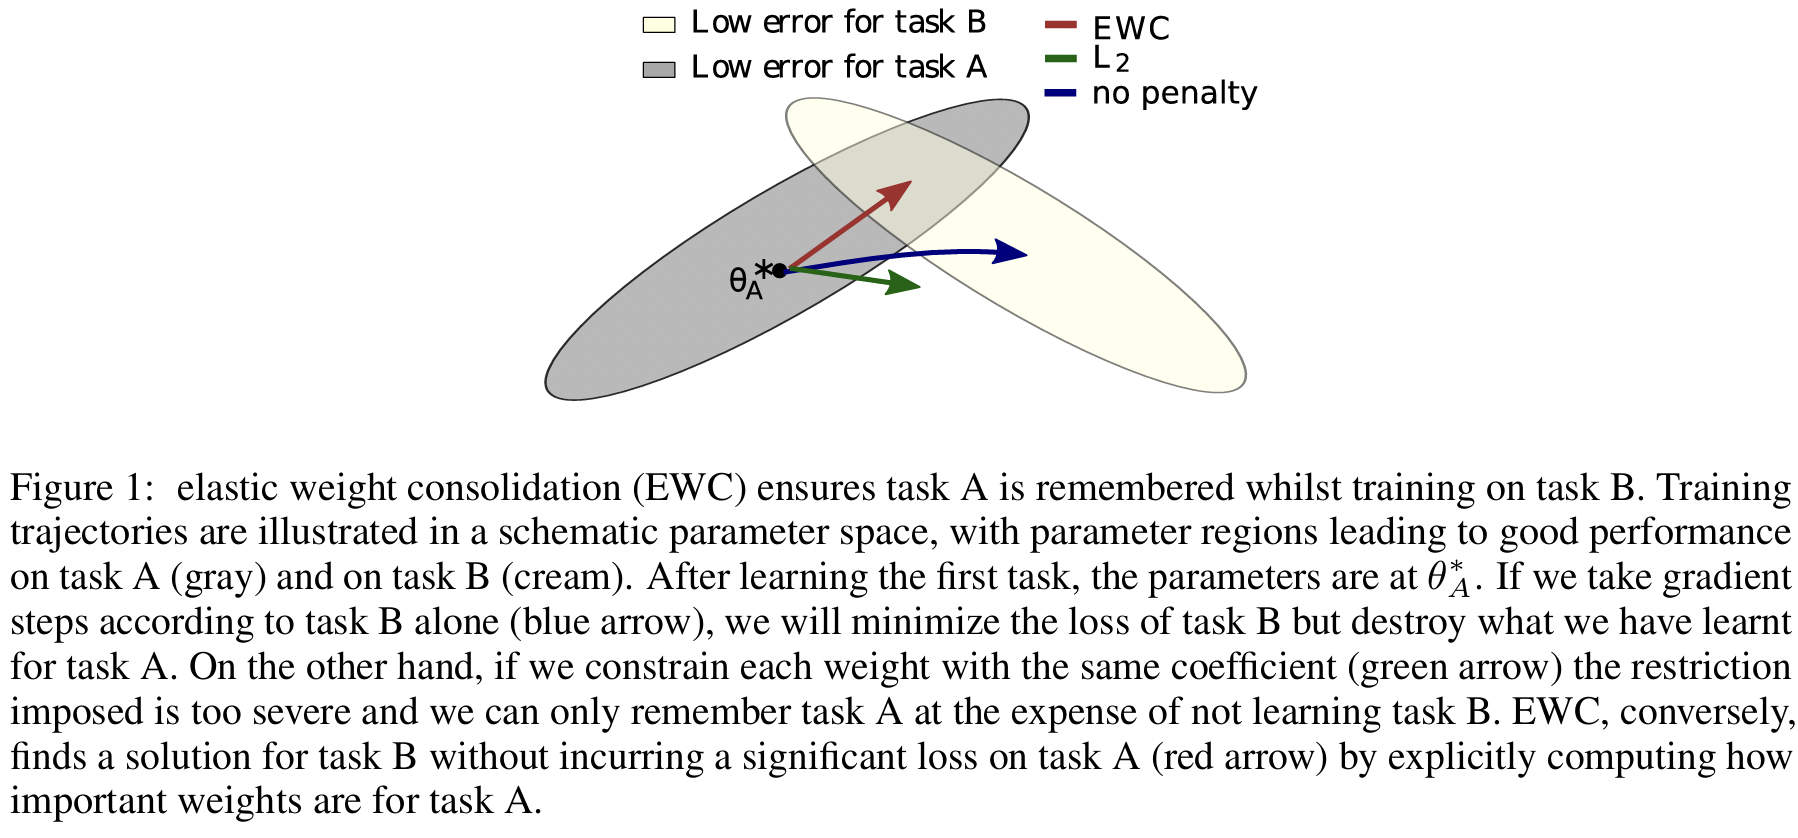 Low error for task B
Low error for task A
EWC
L2
no penalty
θA*
Figure 1: elastic weight consolidation (EWC) ensures task A is remembered whilst training on task B. Training
trajectories are illustrated in a schematic parameter space, with parameter regions leading to good performance
on task A (gray) and on task B (cream). After learning the first task, the parameters are at θ*A. If we take gradient
steps according to task B alone (blue arrow), we will minimize the loss of task B but destroy what we have learnt
for task A. On the other hand, if we constrain each weight with the same coefficient (green arrow) the restriction
imposed is too severe and we can only remember task A at the expense of not learning task B. EWC, conversely,
finds a solution for task B without incurring a significant loss on task A (red arrow) by explicitly computing how
important weights are for task A.